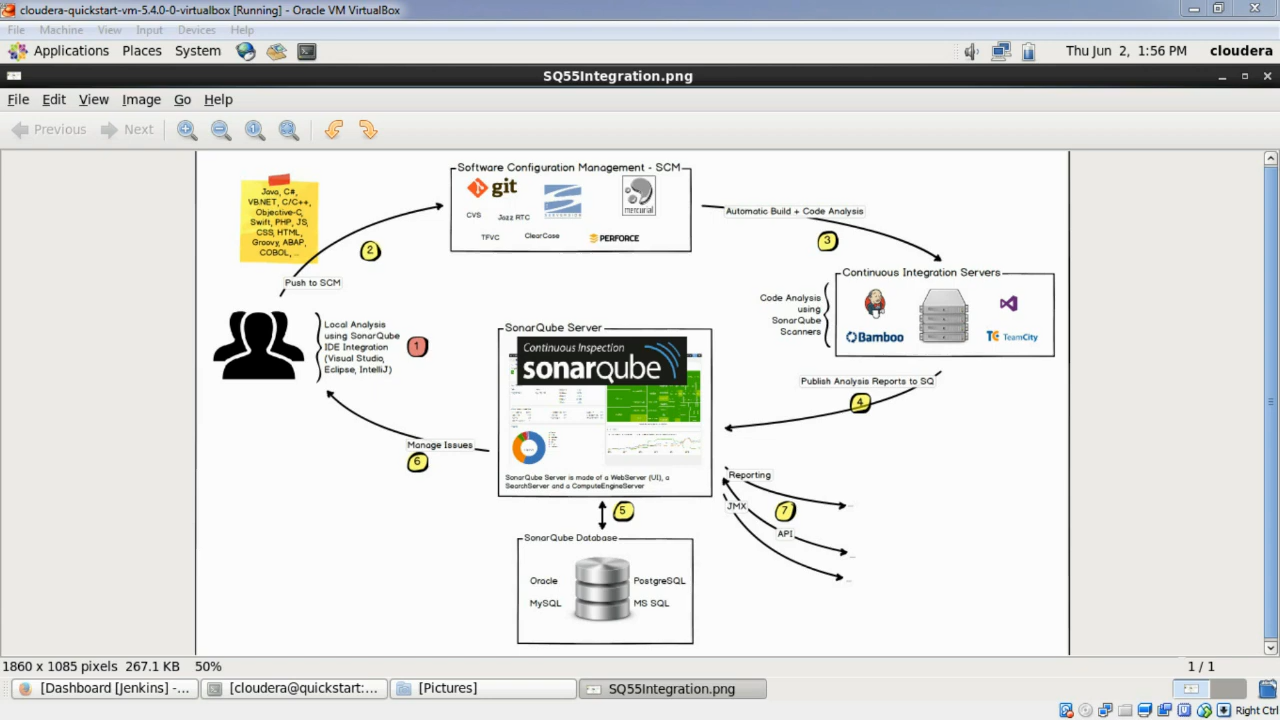 cloudera-quickstart-vm-5.4.0-0-virtualbox [Running] - Oracle VM VirtualBox
File Machine View Input Devices Help
Applications Places System
Thu Jun 2, 1:56 PM cloudera
SQ55Integration.png
File Edit View Image Go Help
Previous Next
Java, C#,
VB.NET, C/C++,
Objective-C,
Swift, PHP, JS,
CSS, HTML,
Groovy, ABAP,
COBOL, ...
2
Push to SCM
Software Configuration Management - SCM
git
mercurial
CVS Jazz RTC
TFVC ClearCase PERFORCE
Automatic Build + Code Analysis
3
Continuous Integration Servers
Code Analysis
using
SonarQube
Scanners
Bamboo
TC TeamCity
Local Analysis
using SonarQube
IDE Integration
(Visual Studio,
Eclipse, IntelliJ)
1
SonarQube Server
Continuous Inspection
sonarqube
SonarQube Server is made of a WebServer (UI), a
SearchServer and a ComputeEngineServer
Publish Analysis Reports to SQ
4
Manage Issues
6
5
Reporting
...
JMX
7
API
...
...
SonarQube Database
Oracle PostgreSQL
MySQL MS SQL
1860 x 1085 pixels 267.1 KB 50%
1 / 1
[Dashboard [Jenkins] -...
[cloudera@quickstart:...
[Pictures]
SQ55Integration.png
Right Ctrl